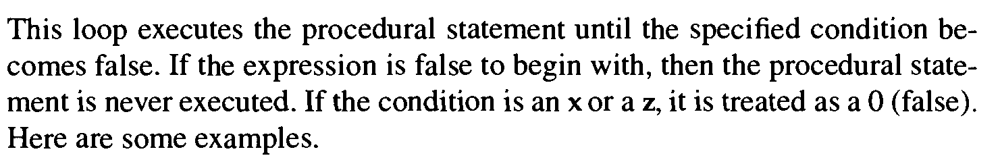 This loop executes the procedural statement until the specified condition be-
comes false. If the expression is false to begin with, then the procedural state-
ment is never executed. If the condition is an x or a z, it is treated as a 0 (false).
Here are some examples.